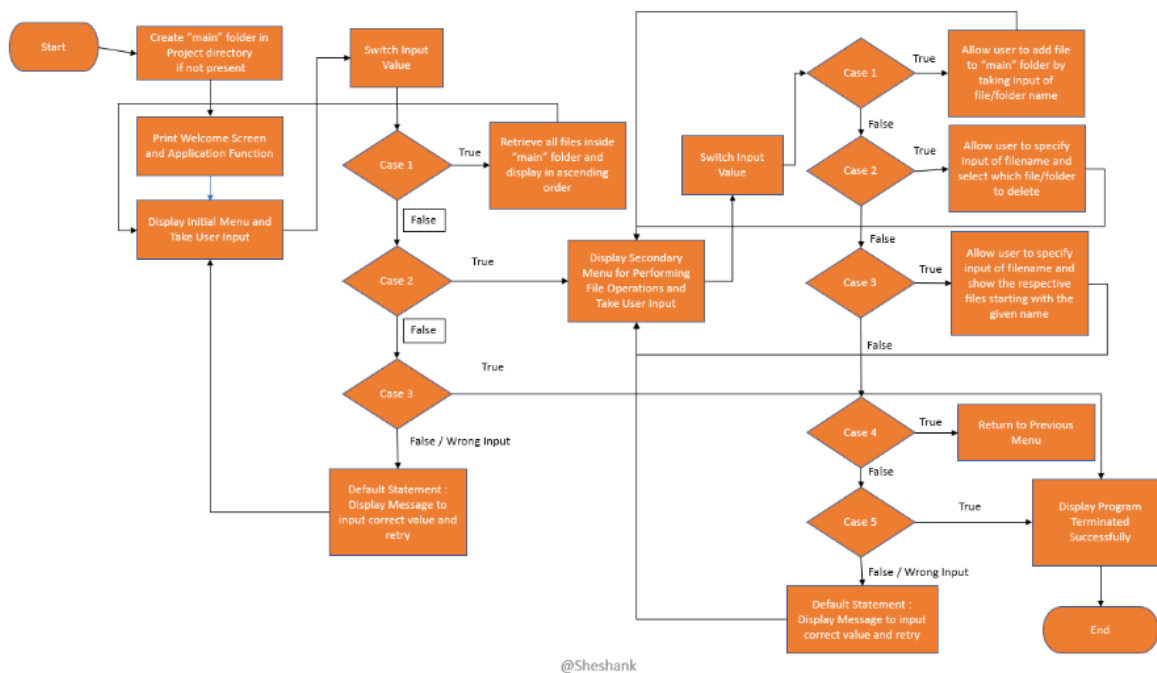 Start
Create “main” folder in
Project directory
if not present
Print Welcome Screen
and Application Function
Display Initial Menu and
Take User Input
Switch Input
Value
Case 1
True
Retrieve all files inside
“main” folder and
display in ascending
order
False
Case 2
True
False
Case 3
True
False / Wrong Input
Default Statement :
Display Message to
input correct value and
retry
Display Secondary
Menu for Performing
File Operations and
Take User Input
Switch Input
Value
Case 1
True
Allow user to add file
to “main” folder by
taking input of
file/folder name
False
Case 2
True
Allow user to specify
input of filename and
select which file/folder
to delete
False
Case 3
True
Allow user to specify
input of filename and
show the respective
files starting with the
given name
False
Case 4
True
Return to Previous
Menu
False
Case 5
True
Display Program
Terminated
Successfully
False / Wrong Input
Default Statement :
Display Message to input
correct value and retry
End
@Sheshank